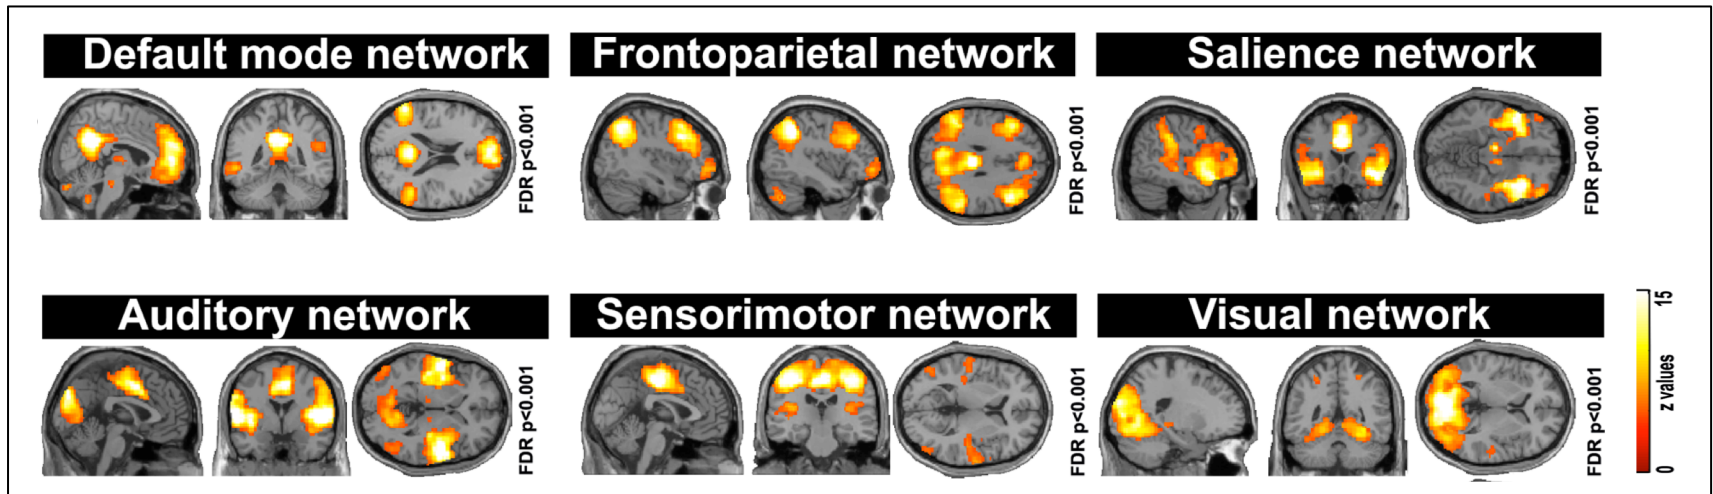 Default mode network
Frontoparietal network
Salience network
FDR p<0.001
FDR p<0.001
FDR p<0.001
Auditory network
Sensorimotor network
Visual network
FDR p<0.001
FDR p<0.001
FDR p<0.001
15
z values
0